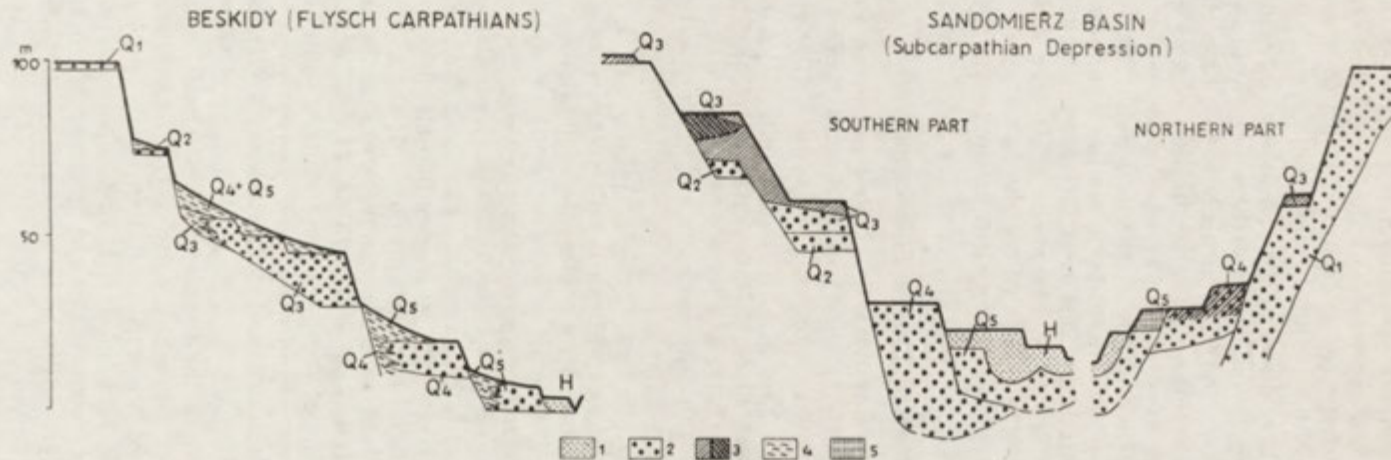 BESKIDY (FLYSCH CARPATHIANS)
SANDOMIERZ BASIN
(Subcarpathian Depression)
SOUTHERN PART
NORTHERN PART
m
100
50
Q1
Q2
Q4+Q5
Q3
Q3
Q5
Q4
Q4
Q5
H
Q3
Q3
Q2
Q3
Q2
Q4
Q5
H
Q5
Q4
Q3
Q1
1 2 3 4 5